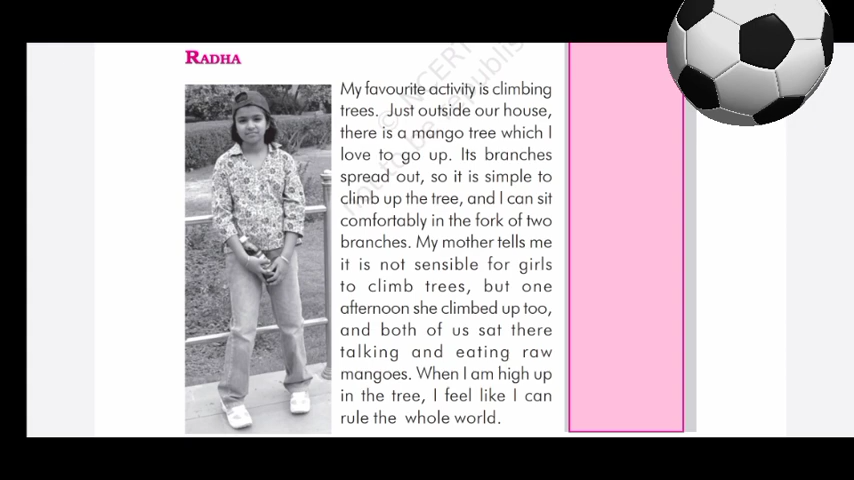 RADHA
My favourite activity is climbing
trees. Just outside our house,
there is a mango tree which I
love to go up. Its branches
spread out, so it is simple to
climb up the tree, and I can sit
comfortably in the fork of two
branches. My mother tells me
it is not sensible for girls
to climb trees, but one
afternoon she climbed up too,
and both of us sat there
talking and eating raw
mangoes. When I am high up
in the tree, I feel like I can
rule the whole world.